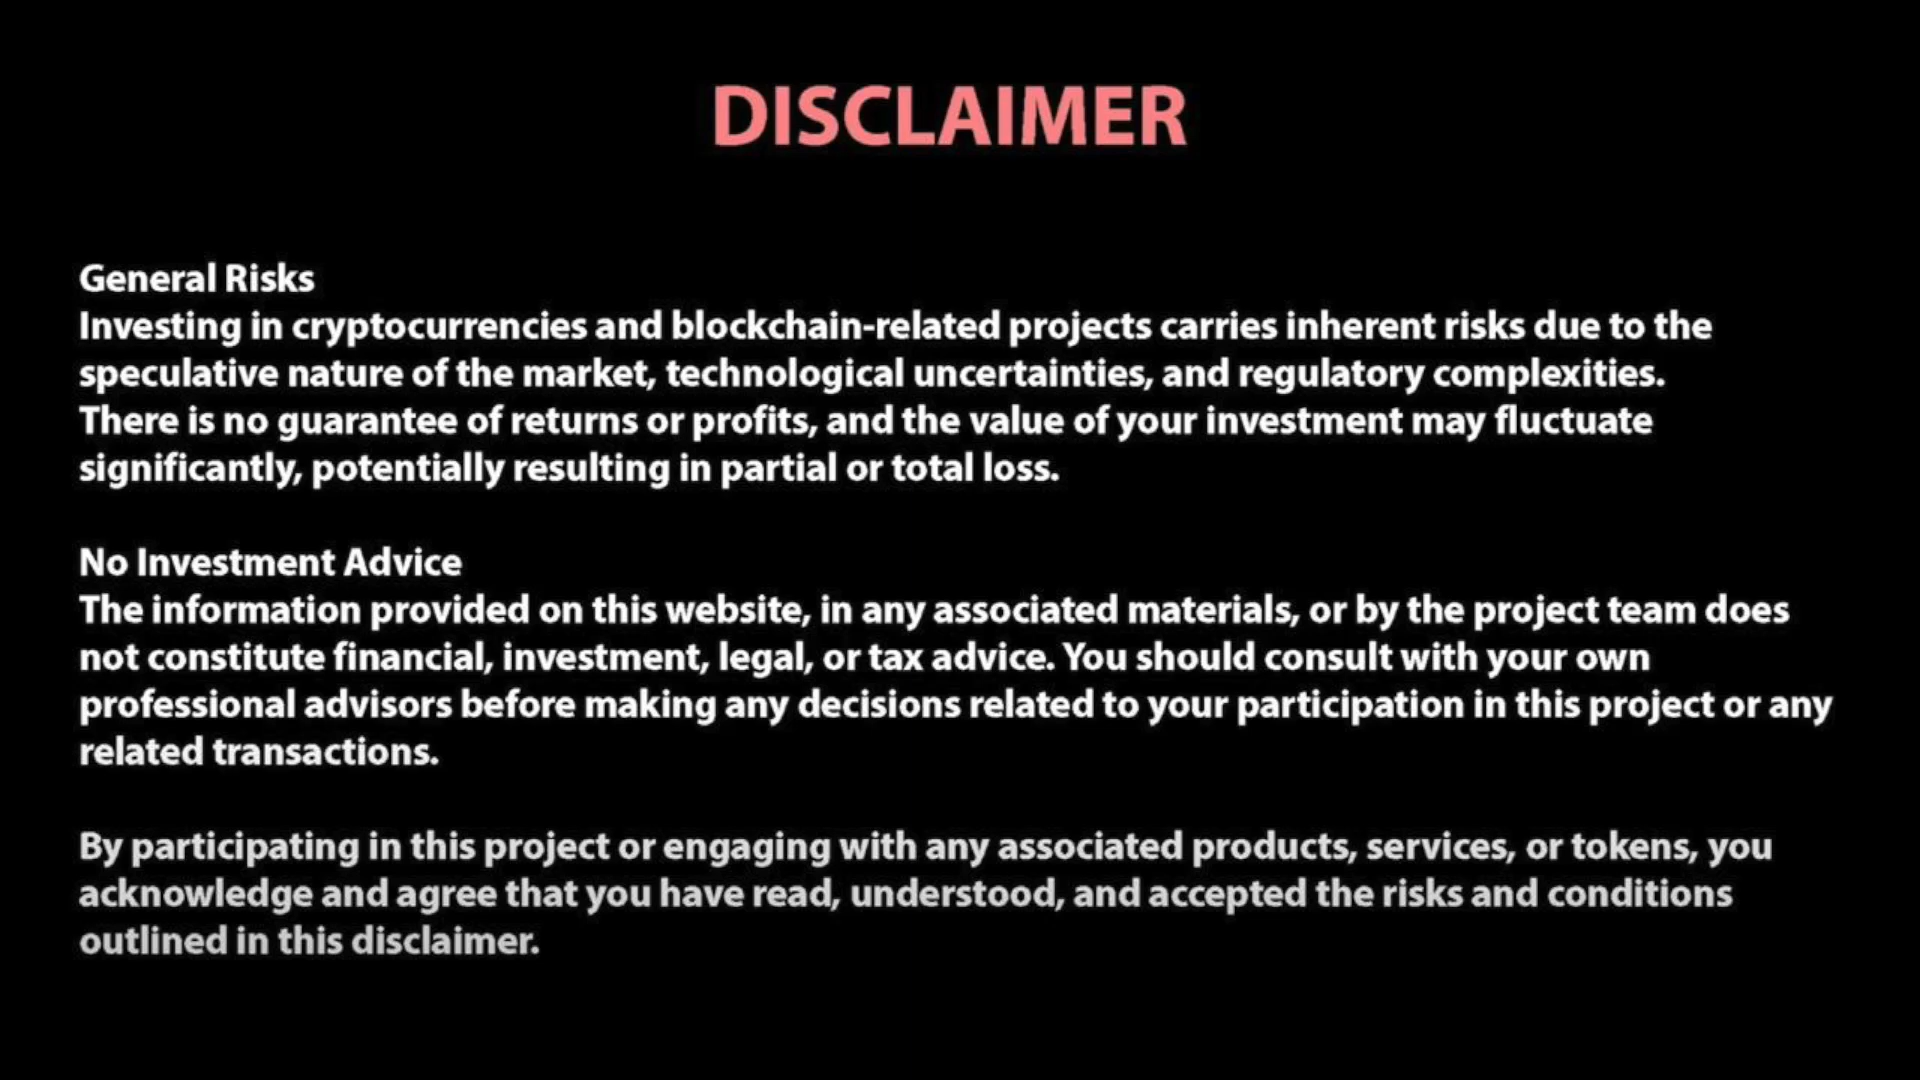 DISCLAIMER
General Risks
Investing in cryptocurrencies and blockchain-related projects carries inherent risks due to the
speculative nature of the market, technological uncertainties, and regulatory complexities.
There is no guarantee of returns or profits, and the value of your investment may fluctuate
significantly, potentially resulting in partial or total loss.
No Investment Advice
The information provided on this website, in any associated materials, or by the project team does
not constitute financial, investment, legal, or tax advice. You should consult with your own
professional advisors before making any decisions related to your participation in this project or any
related transactions.
By participating in this project or engaging with any associated products, services, or tokens, you
acknowledge and agree that you have read, understood, and accepted the risks and conditions
outlined in this disclaimer.